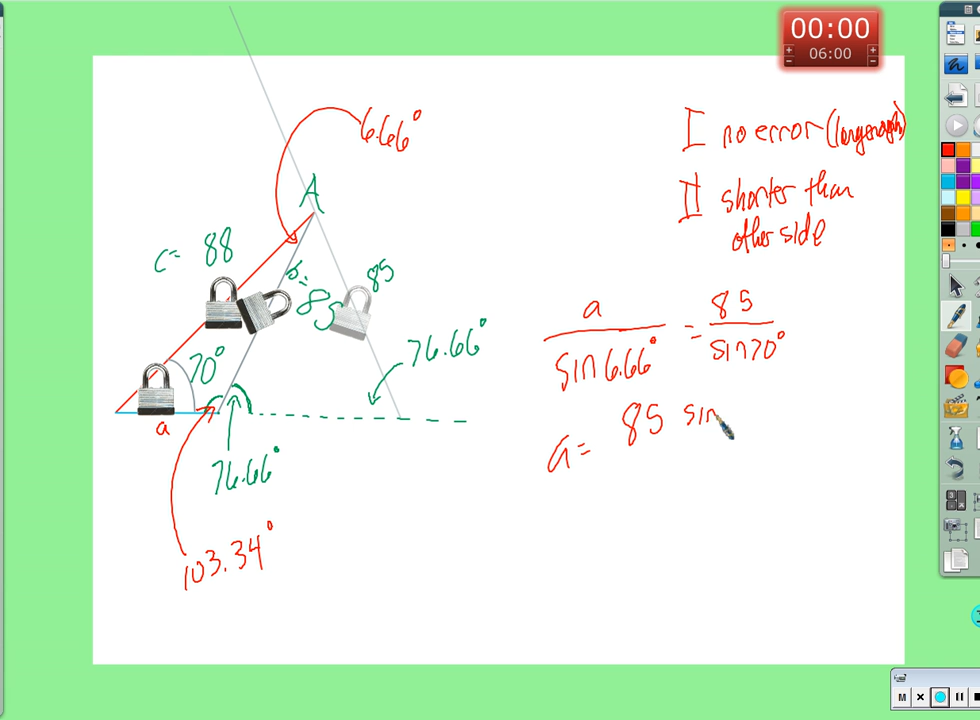 00:00
06:00
6.66°
A
c= 88
b= 85
85
70°
76.66°
a
76.66°
103.34°
I no error (long enough)
II shorter than
other side
a / sin 6.66° = 85 / sin 70°
a= 85 sin
M